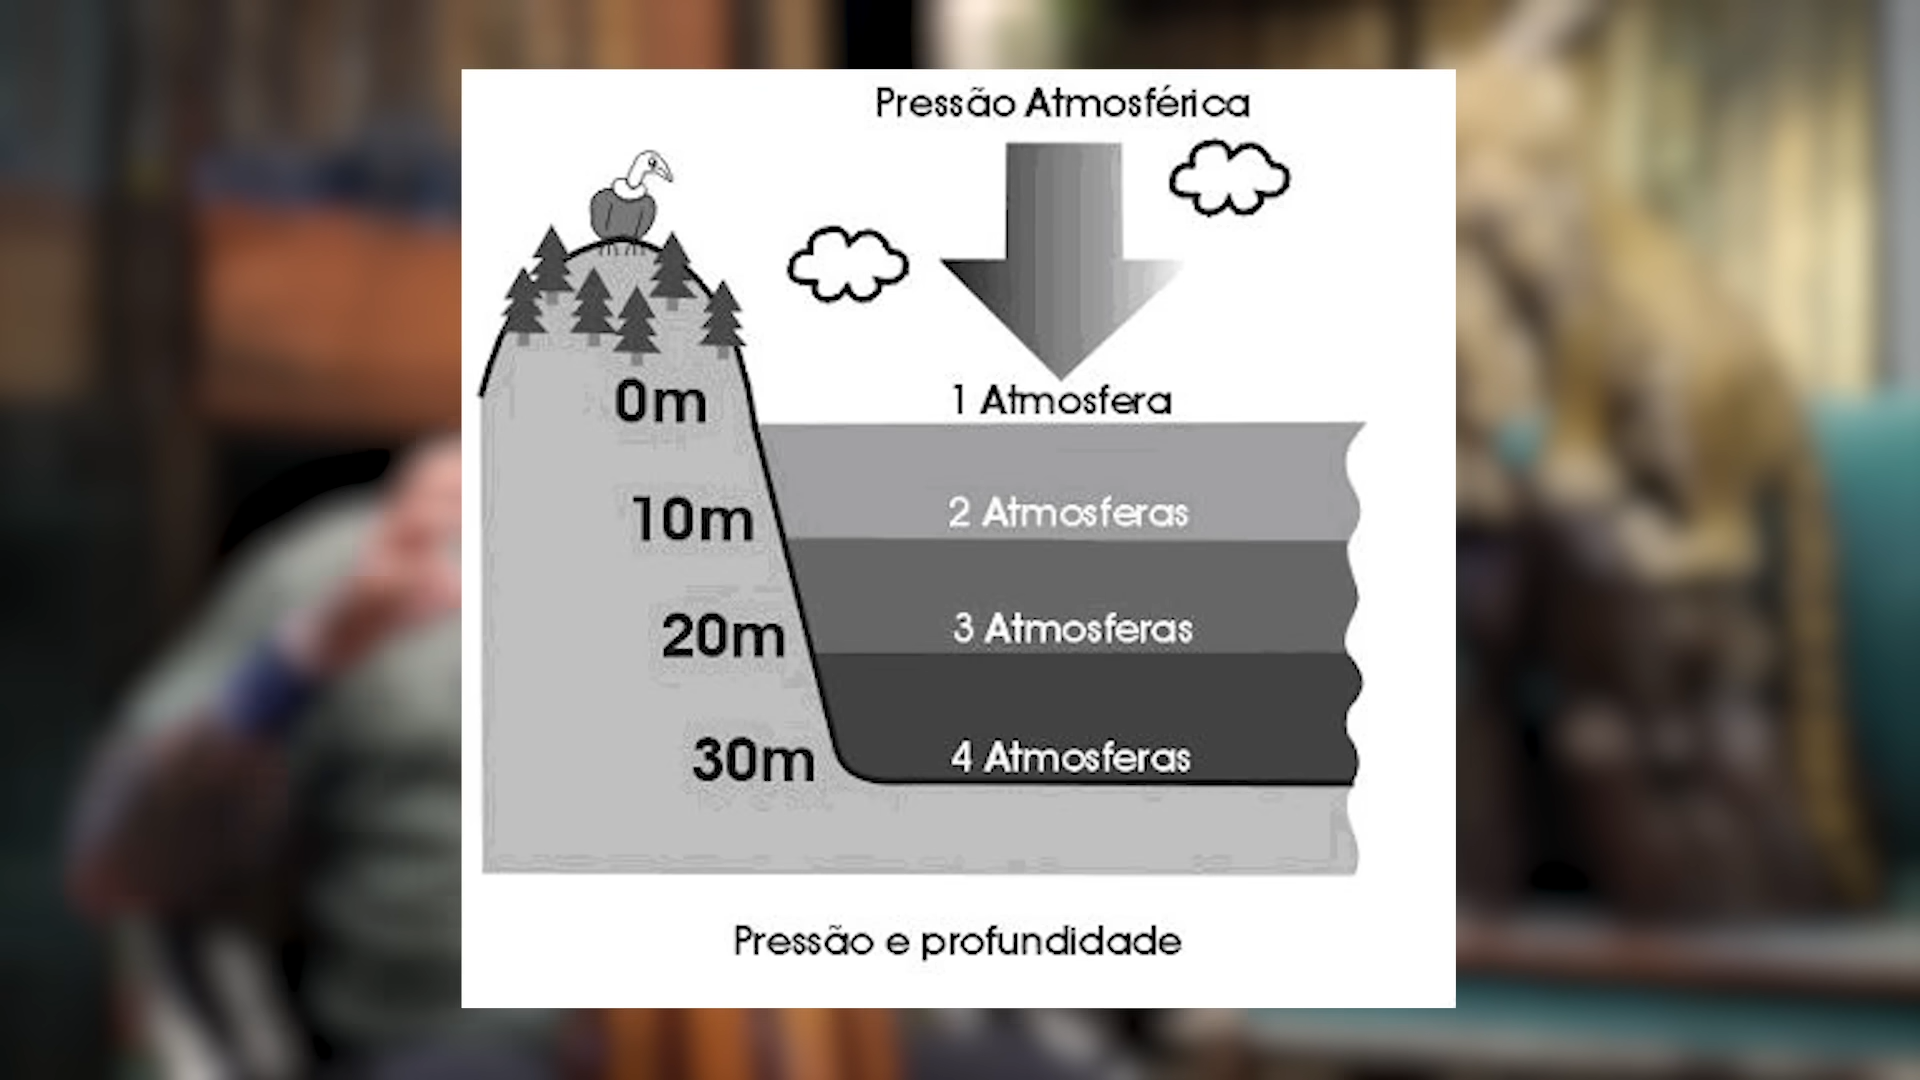 Pressão Atmosférica
1 Atmosfera
0m
10m
2 Atmosferas
20m
3 Atmosferas
30m
4 Atmosferas
Pressão e profundidade